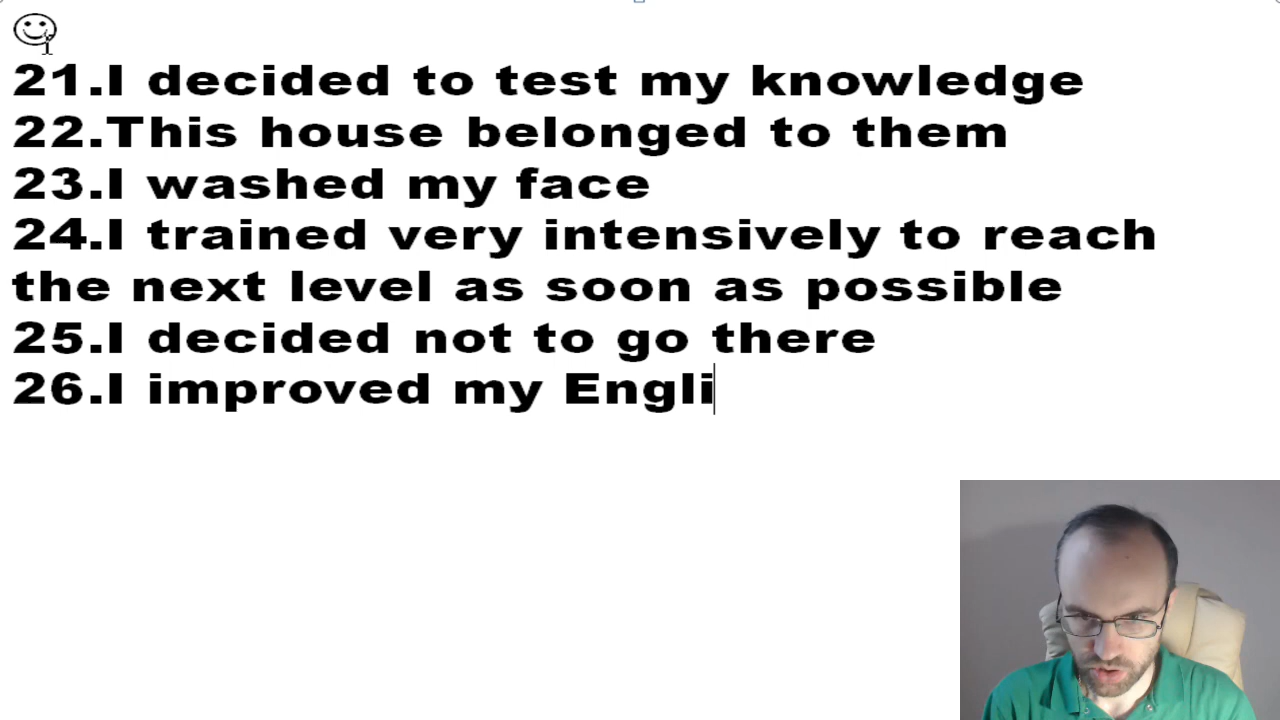 21.I decided to test my knowledge
22.This house belonged to them
23.I washed my face
24.I trained very intensively to reach
the next level as soon as possible
25.I decided not to go there
26.I improved my Engli